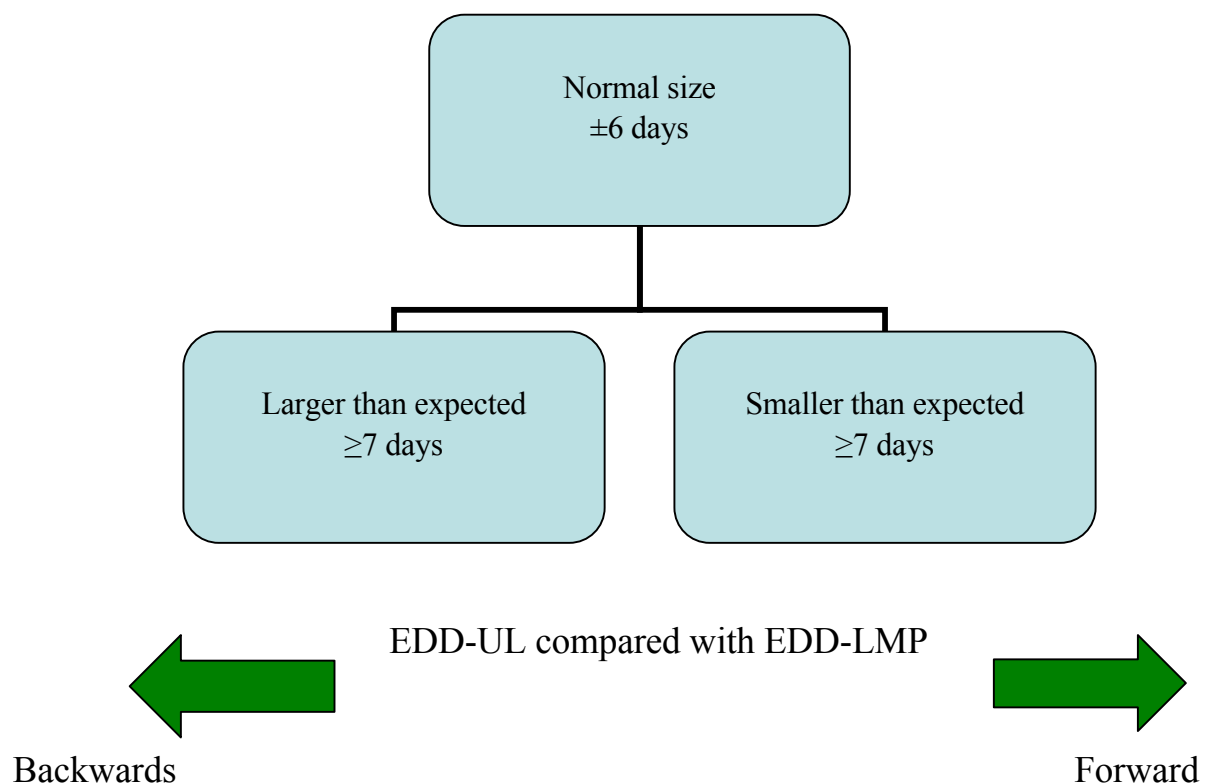 Normal size
±6 days
Larger than expected
≥7 days
Smaller than expected
≥7 days
EDD-UL compared with EDD-LMP
Backwards
Forward